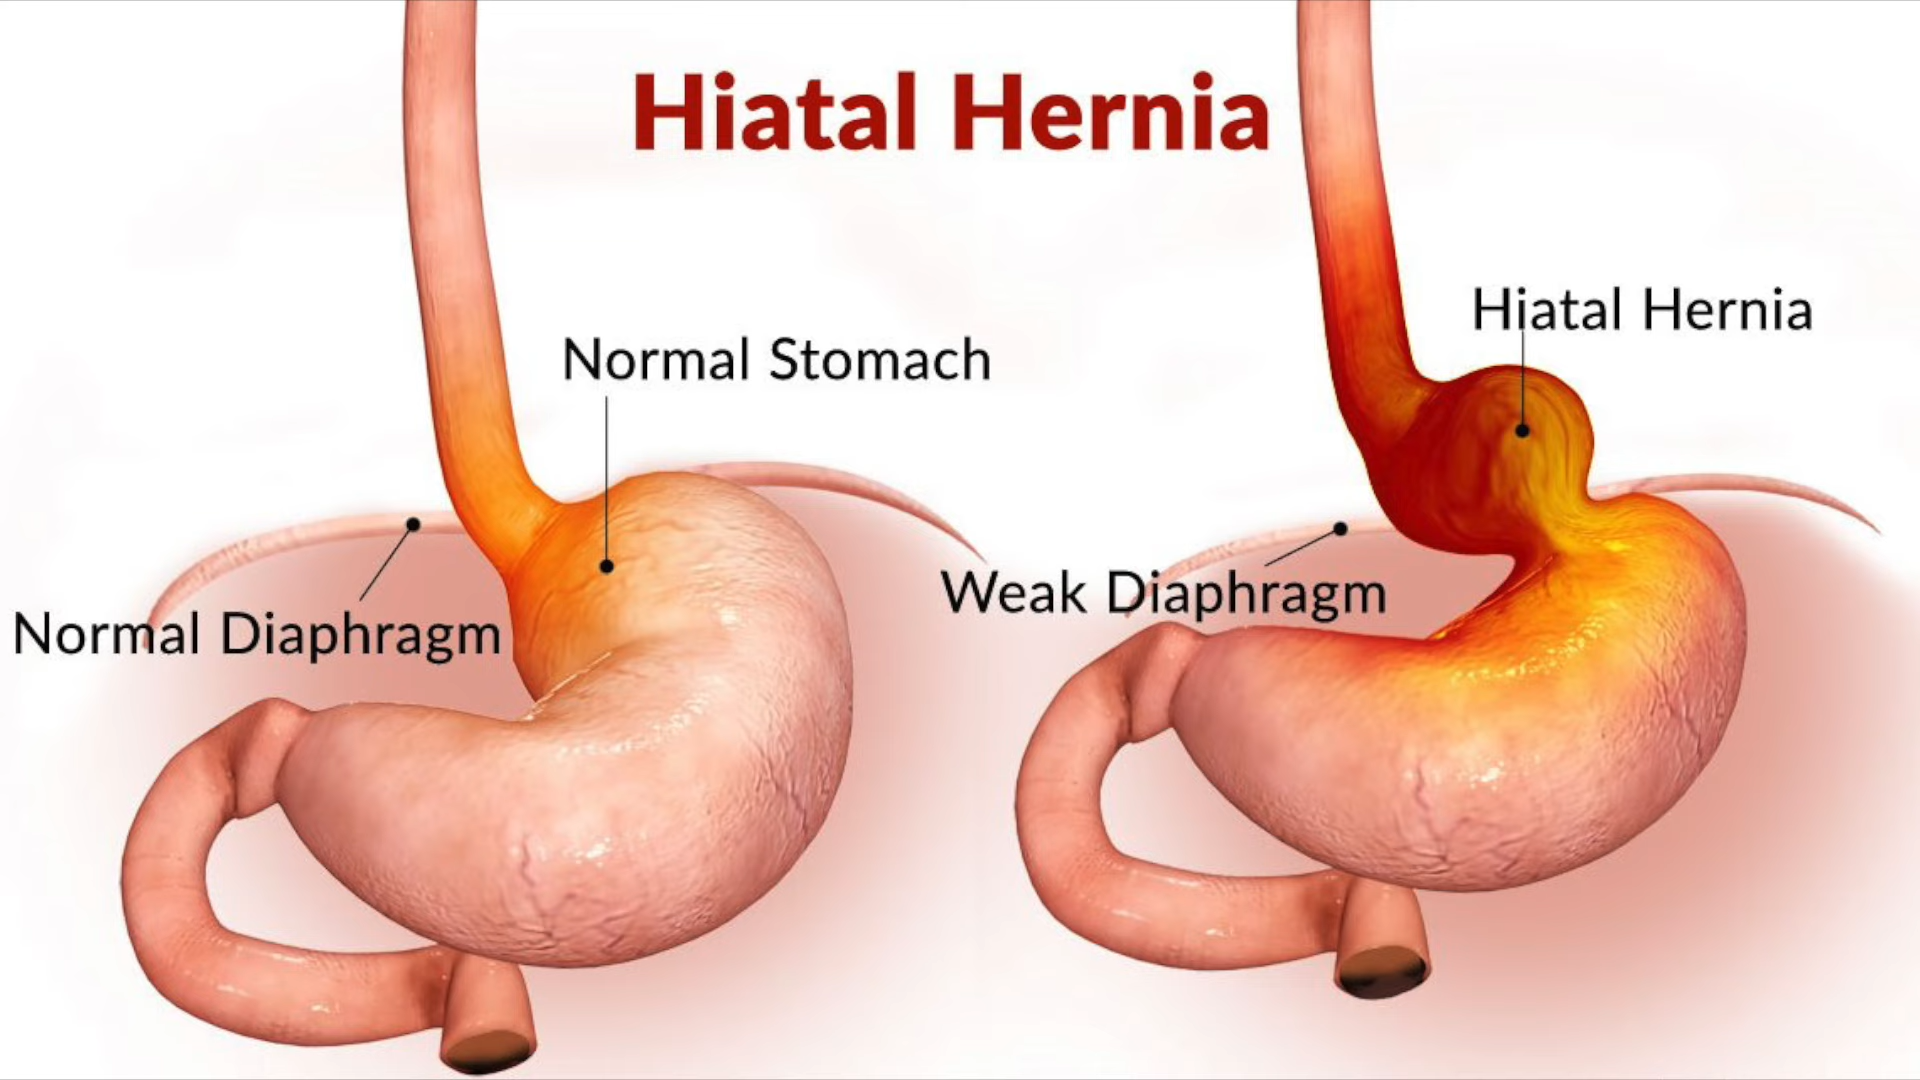 Hiatal Hernia
Normal Stomach
Normal Diaphragm
Hiatal Hernia
Weak Diaphragm